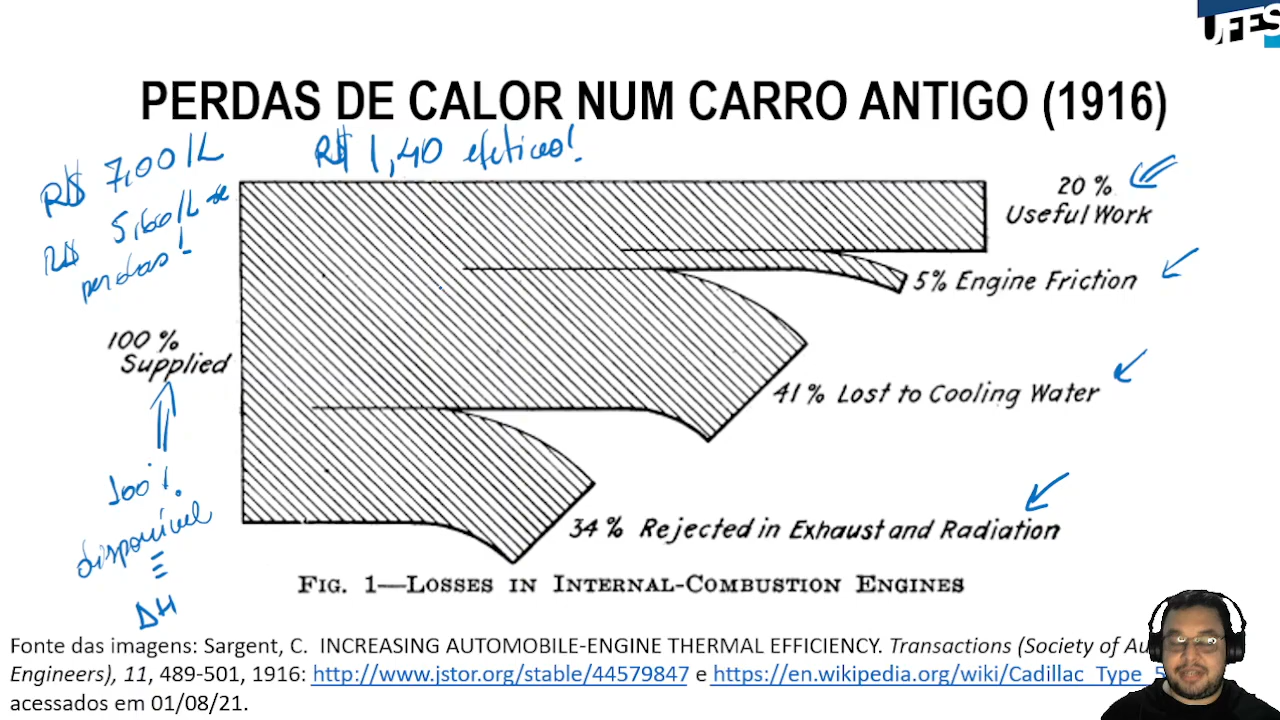 UFES
PERDAS DE CALOR NUM CARRO ANTIGO (1916)
R$ 7,00/L
R$ 1,40 efetivos!
R$ 5,60/L de
perdas!
20 %
Useful Work
5% Engine Friction
100 %
Supplied
41% Lost to Cooling Water
100%
disponível
≡
ΔH
34 % Rejected in Exhaust and Radiation
FIG. 1—LOSSES IN INTERNAL-COMBUSTION ENGINES
Fonte das imagens: Sargent, C. INCREASING AUTOMOBILE-ENGINE THERMAL EFFICIENCY. Transactions (Society of Au
Engineers), 11, 489-501, 1916: http://www.jstor.org/stable/44579847 e https://en.wikipedia.org/wiki/Cadillac_Type_5
acessados em 01/08/21.